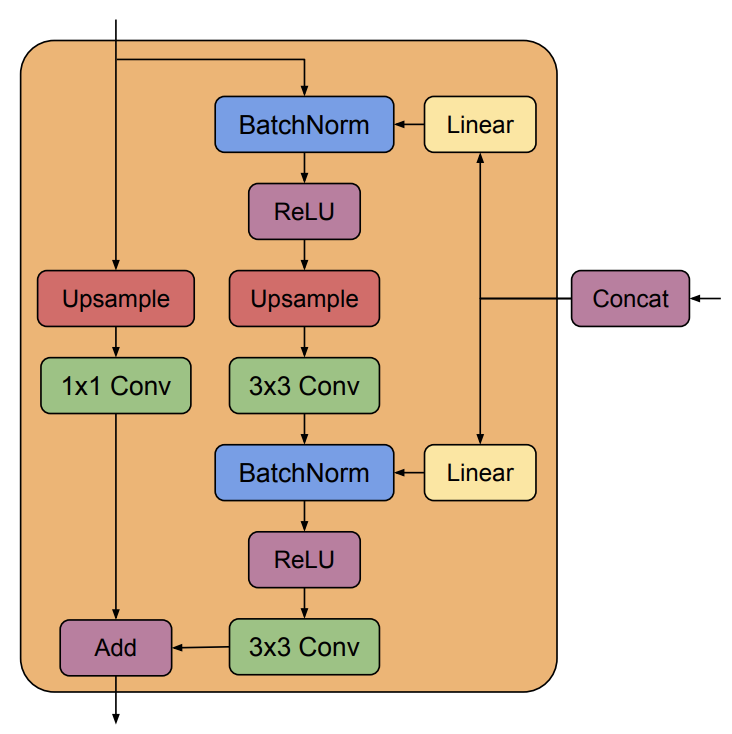 BatchNorm
Linear
ReLU
Upsample
Upsample
Concat
1x1 Conv
3x3 Conv
BatchNorm
Linear
ReLU
Add
3x3 Conv